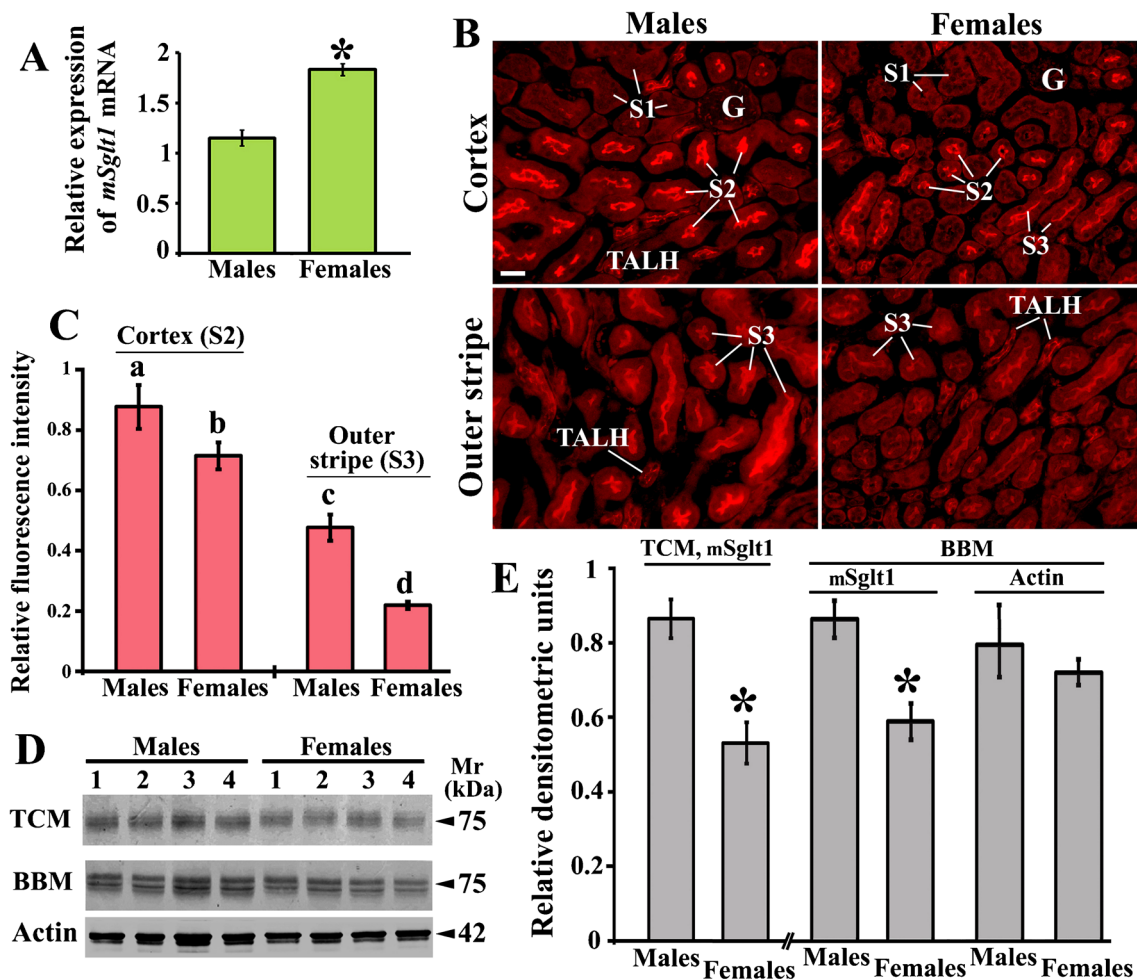 A
Relative expression
of mSglt1 mRNA
2
1.5
1
1.5
0
*
Males
Females
B
Males
Females
Cortex
Outer stripe
S1
G
S2
TALH
S1
G
S2
S3
S3
TALH
S3
TALH
C
Relative fluorescence intensity
1
0.8
0.6
0.4
0.2
0
Cortex (S2)
a
b
Outer
stripe (S3)
c
d
Males
Females
Males
Females
D
Males
Females
1 2 3 4 1 2 3 4
Mr
(kDa)
TCM
75
BBM
75
Actin
42
E
Relative densitometric units
1
0.8
0.6
0.4
0.8
0
TCM, mSglt1
BBM
mSglt1
Actin
*
*
Males
Females
Males
Females
Males
Females